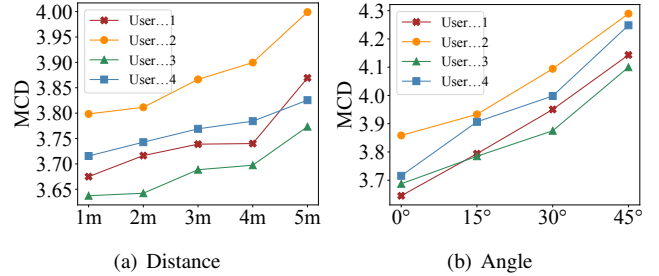 4.00
3.95
3.90
3.85
3.80
3.75
3.70
3.65
MCD
User...1
User...2
User...3
User...4
1m 2m 3m 4m 5m
(a) Distance
4.3
4.2
4.1
4.0
3.9
3.8
3.7
MCD
User...1
User...2
User...3
User...4
0° 15° 30° 45°
(b) Angle